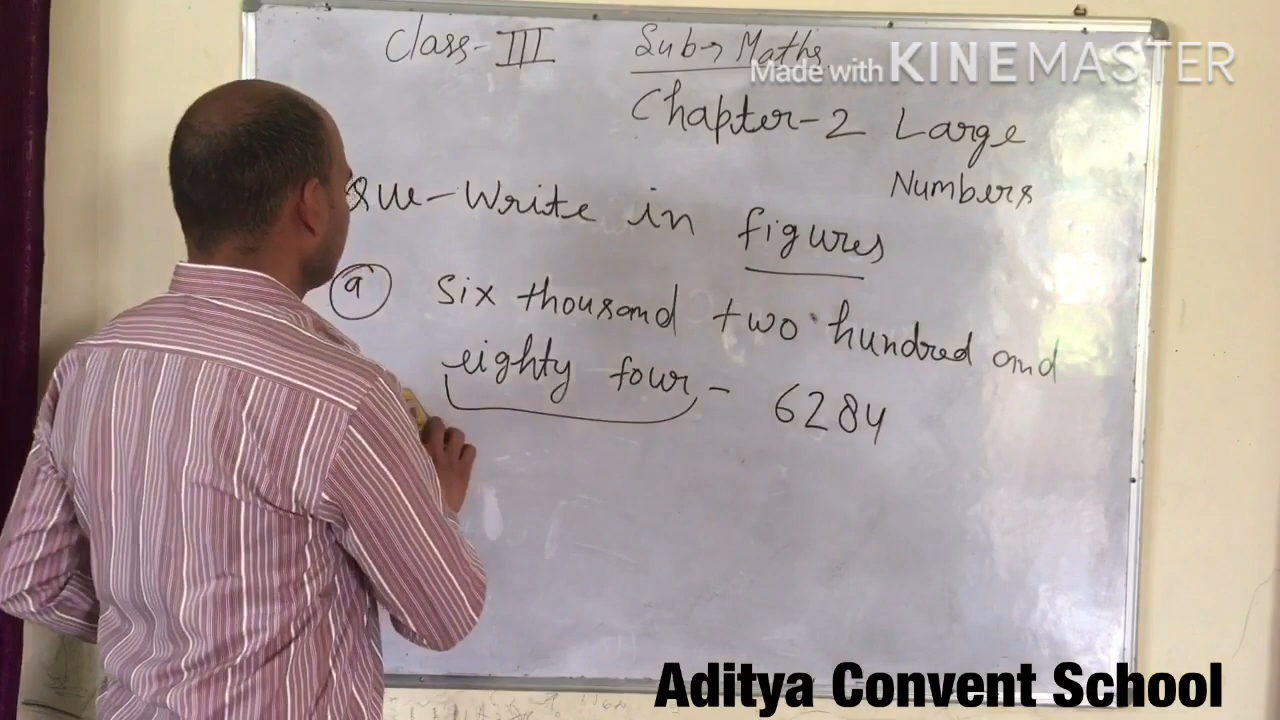 Class-III Sub→ Maths
Made with KINEMASTER
Chapter-2 Large
Numbers
Que-Write in figures
a six thousand two hundred and
eighty four - 6284
Aditya Convent School